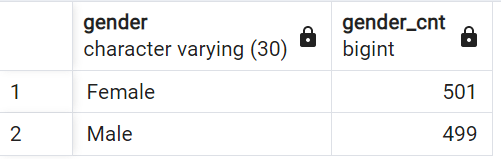 gender gender_cnt
character varying (30) bigint
1 Female 501
2 Male 499